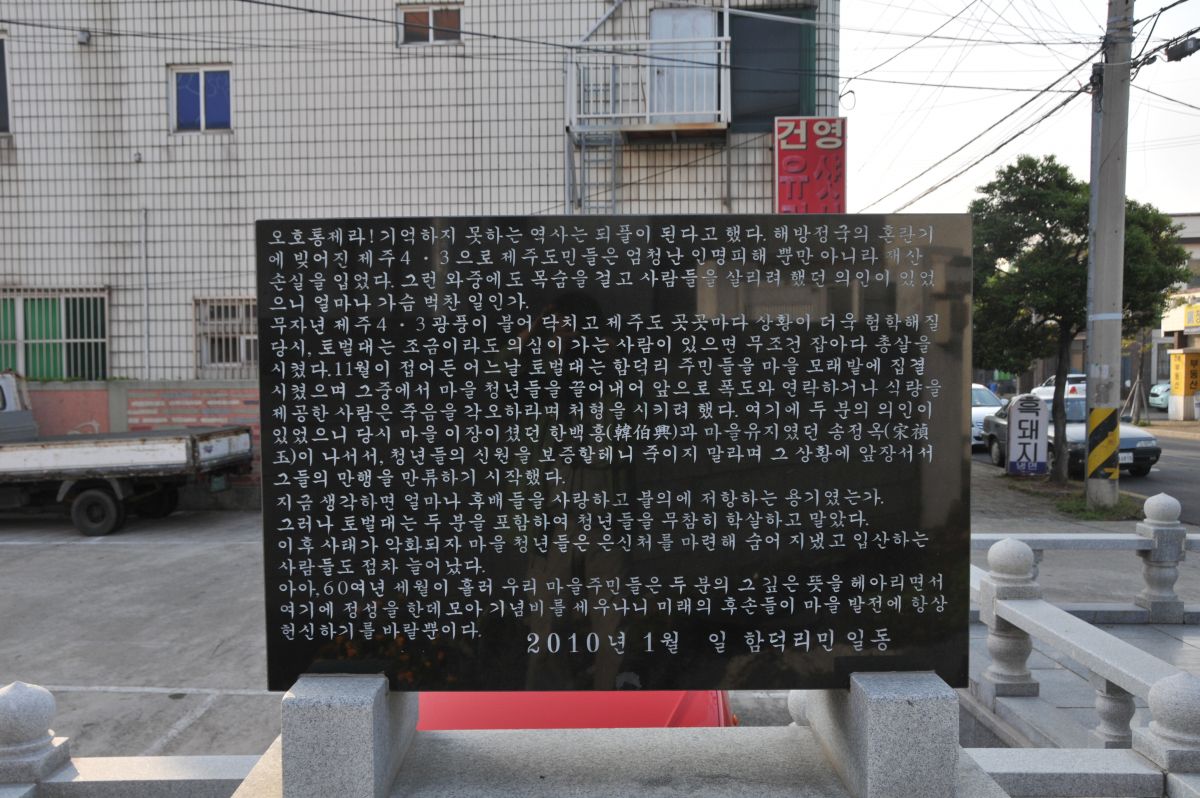 오호통제라! 기억하지 못하는 역사는 되풀이 된다고 했다. 해방정국의 혼란기
에 빚어진 제주4·3으로 제주도민들은 엄청난 인명피해 뿐만 아니라 재산
손실을 입었다. 그런 와중에도 목숨을 걸고 사람들을 살리려 했던 의인이 있었
으니 얼마나 가슴 벅찬 일인가.
무자년 제주4·3광풍이 불어 닥치고 제주도 곳곳마다 상황이 더욱 험학해질
당시, 토벌대는 조금이라도 의심이 가는 사람이 있으면 무조건 잡아다 총살을
시켰다. 11월이 접어든 어느날 토벌대는 함덕리 주민들을 마을 모래밭에 집결
시켰으며 그중에서 마을 청년들을 끌어내어 앞으로 폭도와 연락하거나 식량을
제공한 사람은 죽음을 각오하라며 처형을 시키려 했다. 여기에 두 분의 의인이
있었으니 당시 마을 이장이셨던 한백흥(韓伯興)과 마을유지였던 송정옥(宋禎
玉)이 나서서, 청년들의 신원을 보증할테니 죽이지 말라며 그 상황에 앞장서서
그들의 만행을 만류하기 시작했다.
지금 생각하면 얼마나 후배들을 사랑하고 불의에 저항하는 용기였는가.
그러나 토벌대는 두 분을 포함하여 청년들을 무참히 학살하고 말았다.
이후 사태가 악화되자 마을 청년들은 은신처를 마련해 숨어 지냈고 입산하는
사람들도 점차 늘어났다.
아아, 60여년 세월이 흘러 우리 마을주민들은 두 분의 그 깊은 뜻을 헤아리면서
여기에 정성을 한데모아 기념비를 세우나니 미래의 후손들이 마을 발전에 항상
헌신하기를 바랄뿐이다.
2010년 1월 일 함덕리민 일동
건영
유 샷
흑돼지
냉면